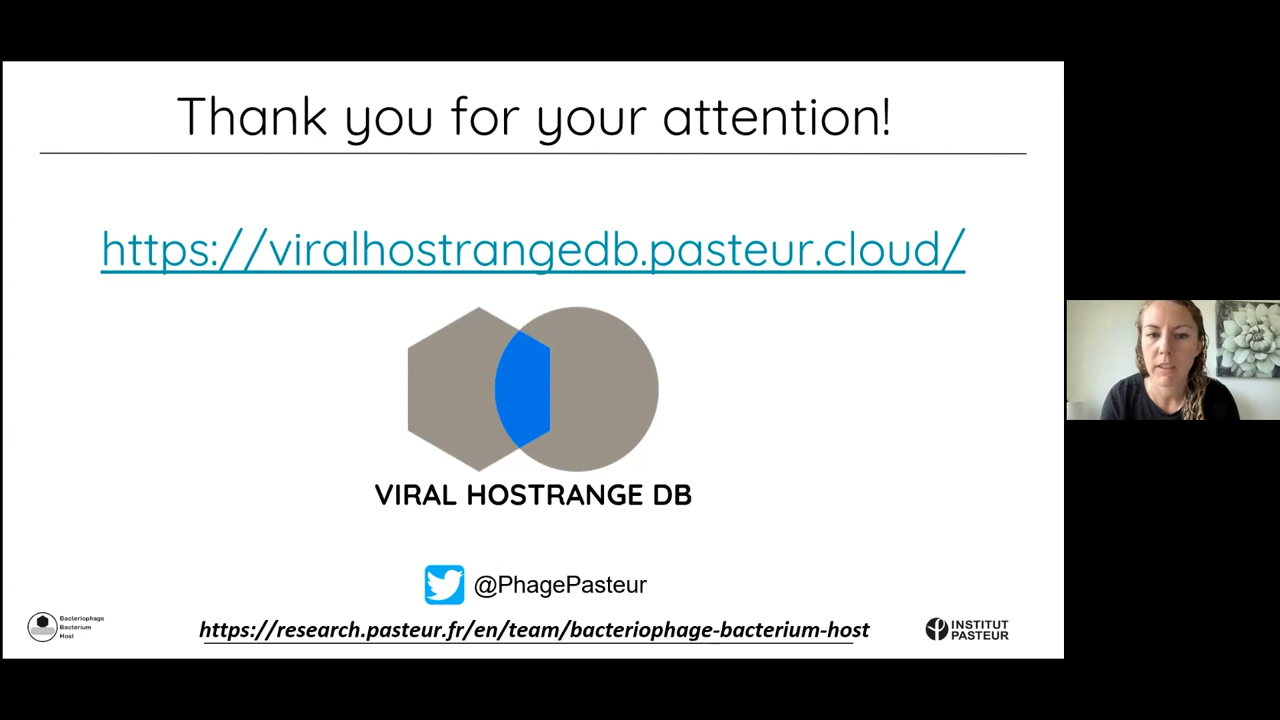 Thank you for your attention!
https://viralhostrangedb.pasteur.cloud/
VIRAL HOSTRANGE DB
@PhagePasteur
Bacteriophage
Bacterium
Host
https://research.pasteur.fr/en/team/bacteriophage-bacterium-host
INSTITUT
PASTEUR